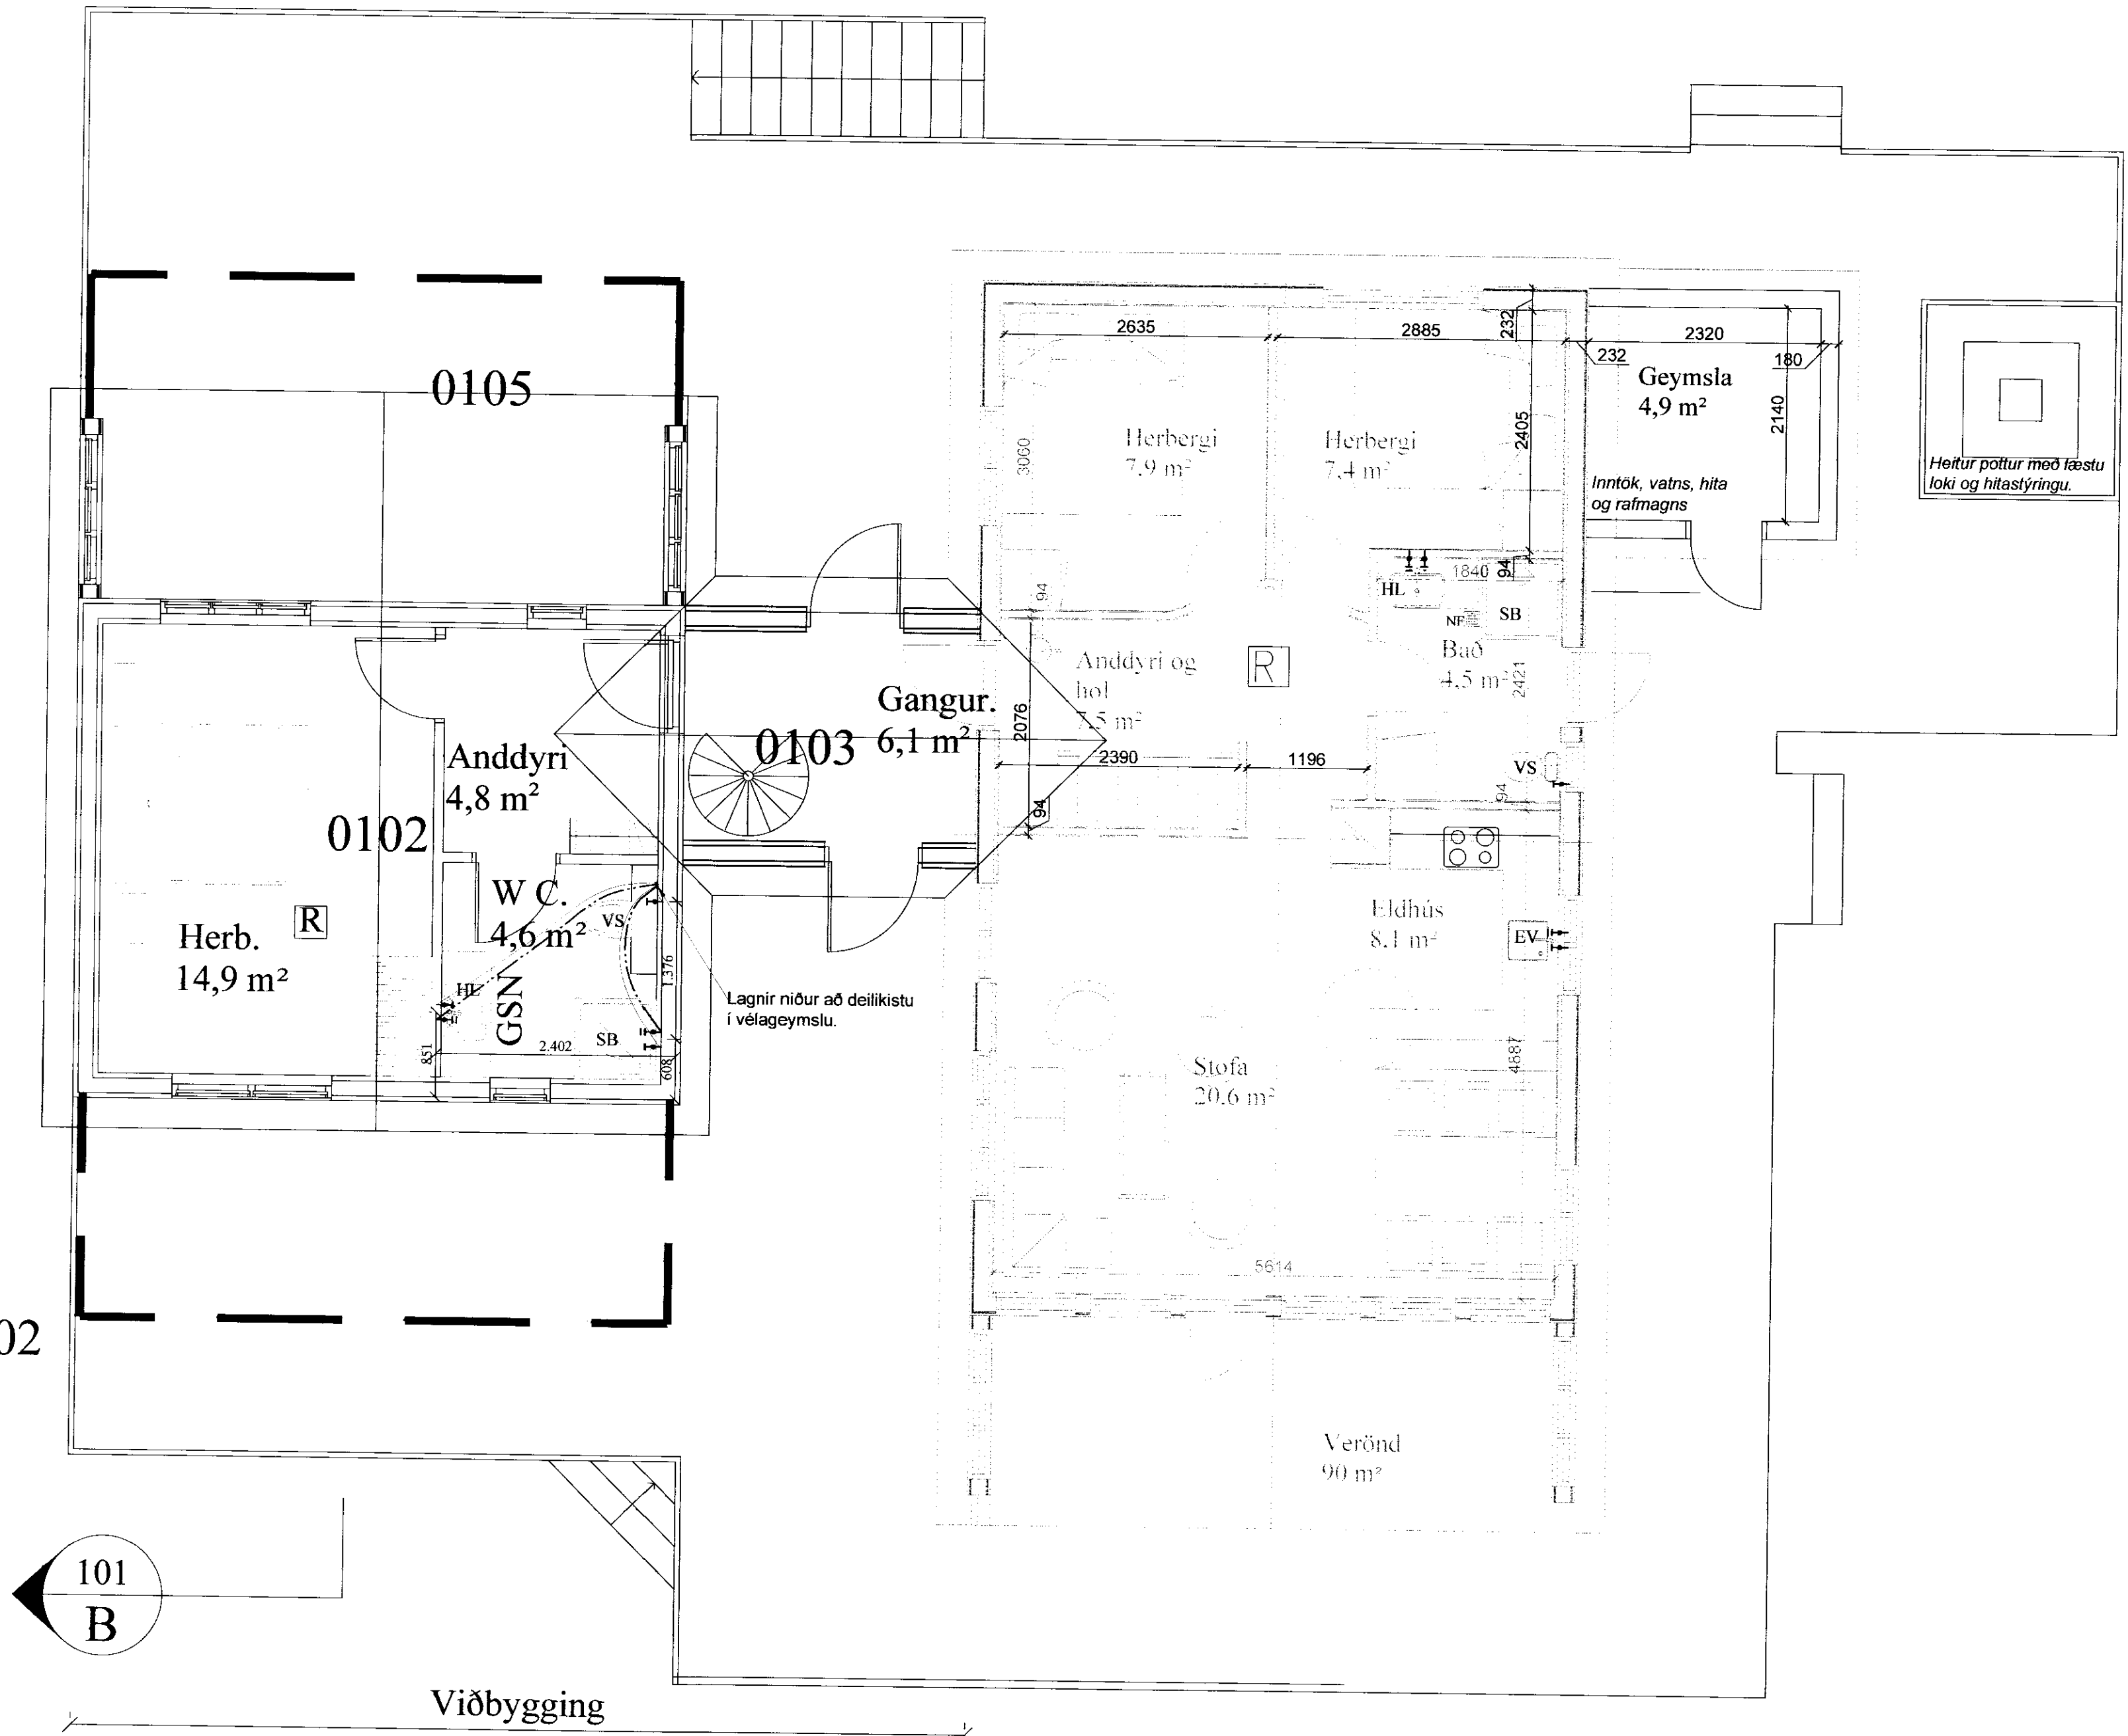 0105
2635
2885
232
2320
232
180
Geymsla
4,9 m²
2140
2405
3060
Herbergi
7,9 m²
Herbergi
7,4 m²
Inntök, vatns, hita
og rafmagns
Heitur pottur með læstu
loki og hitastýringu.
1840
94
HL
NF
SB
94
Bað
4,5 m²
2421
Anddyri og
hol
7,5 m²
R
Gangur.
6,1 m²
0103
2076
2390
1196
94
VS
94
Anddyri
4,8 m²
0102
W C.
4,6 m²
VS
R
Herb.
14,9 m²
HL
GSN
1.376
SB
2.402
851
608
Lagnir niður að deilikistu
í vélageymslu.
Eldhús
8,1 m²
EV
4687
Stofa
20,6 m²
5614
02
Verönd
90 m²
101
B
Viðbygging